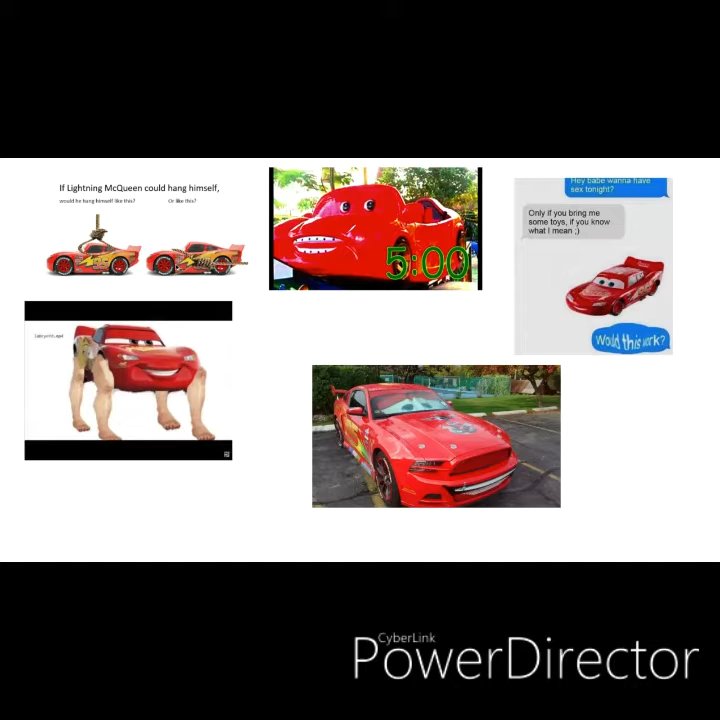 If Lightning McQueen could hang himself,
would he hang himself like this?
Or like this?
5:00
Hey babe wanna have
sex tonight?
Only if you bring me
some toys, if you know
what I mean ;)
Would this work?
CyberLink
PowerDirector